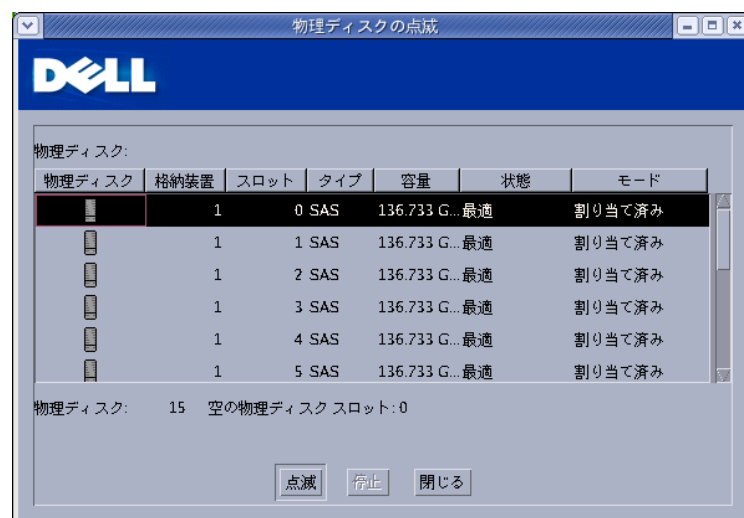 物理ディスクの点滅
DELL
物理ディスク:
物理ディスク 格納装置 スロット タイプ 容量 状態 モード
1 0 SAS 136.733 G... 最適 割り当て済み
1 1 SAS 136.733 G... 最適 割り当て済み
1 2 SAS 136.733 G... 最適 割り当て済み
1 3 SAS 136.733 G... 最適 割り当て済み
1 4 SAS 136.733 G... 最適 割り当て済み
1 5 SAS 136.733 G... 最適 割り当て済み
物理ディスク: 15 空の物理ディスク スロット: 0
点滅 停止 閉じる